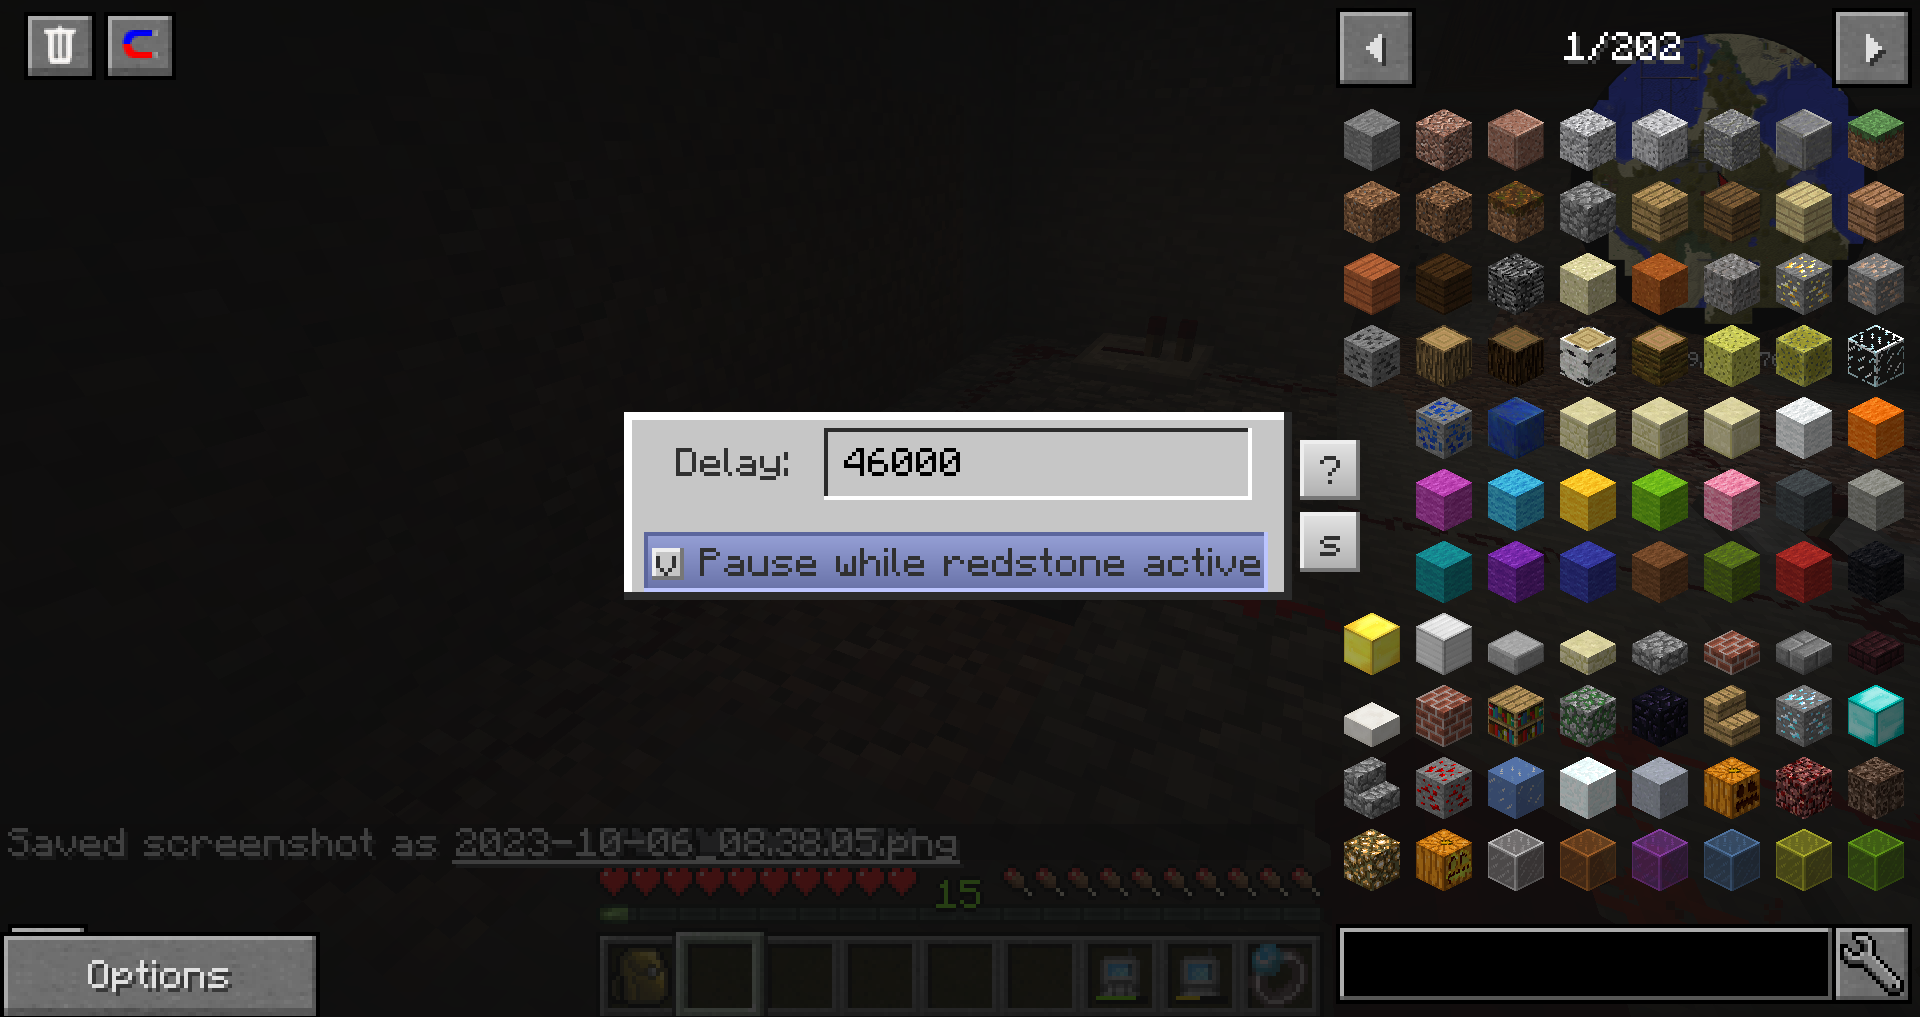 1/202
Delay: 46000
?
V Pause while redstone active
s
Saved screenshot as 2023-10-06_08.38.05.png
15
Options